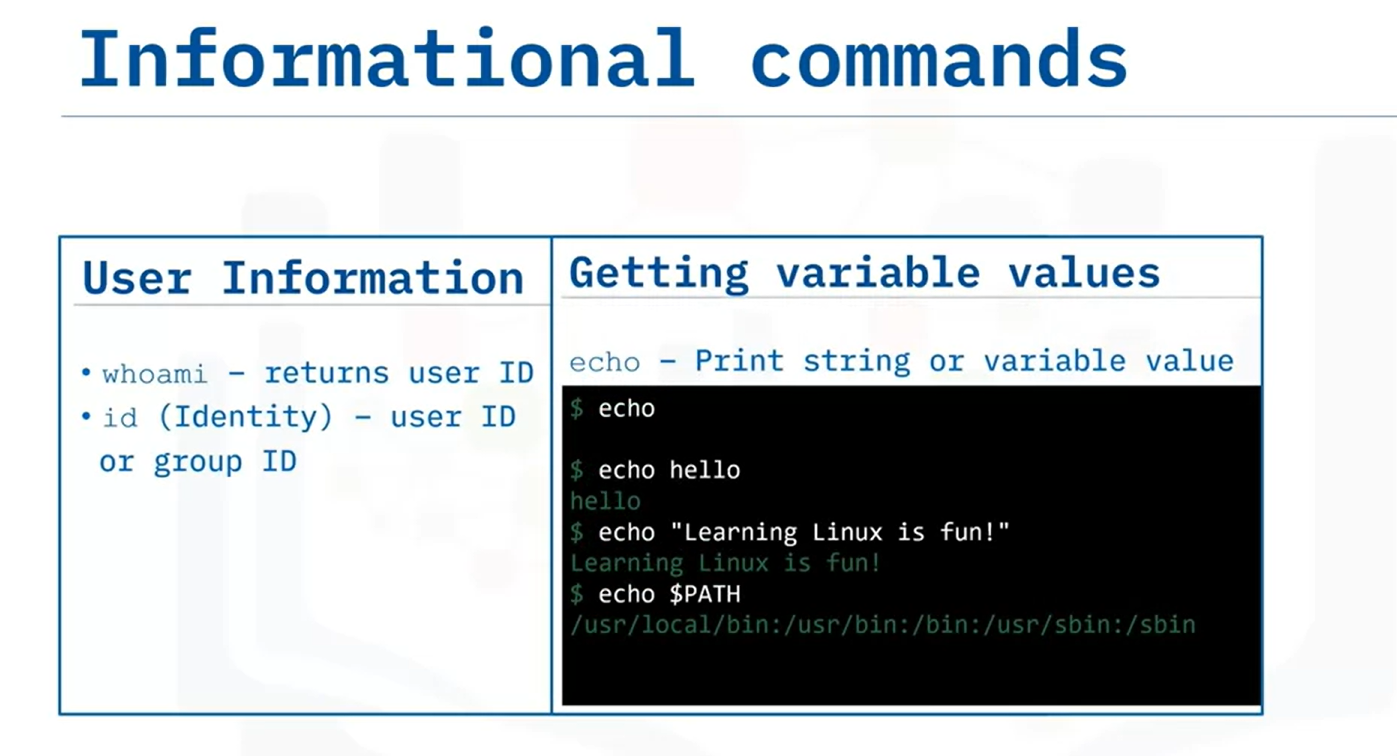 Informational commands
User Information
• whoami – returns user ID
• id (Identity) – user ID
or group ID
Getting variable values
echo – Print string or variable value
$ echo
$ echo hello
hello
$ echo "Learning Linux is fun!"
Learning Linux is fun!
$ echo $PATH
/usr/local/bin:/usr/bin:/bin:/usr/sbin:/sbin